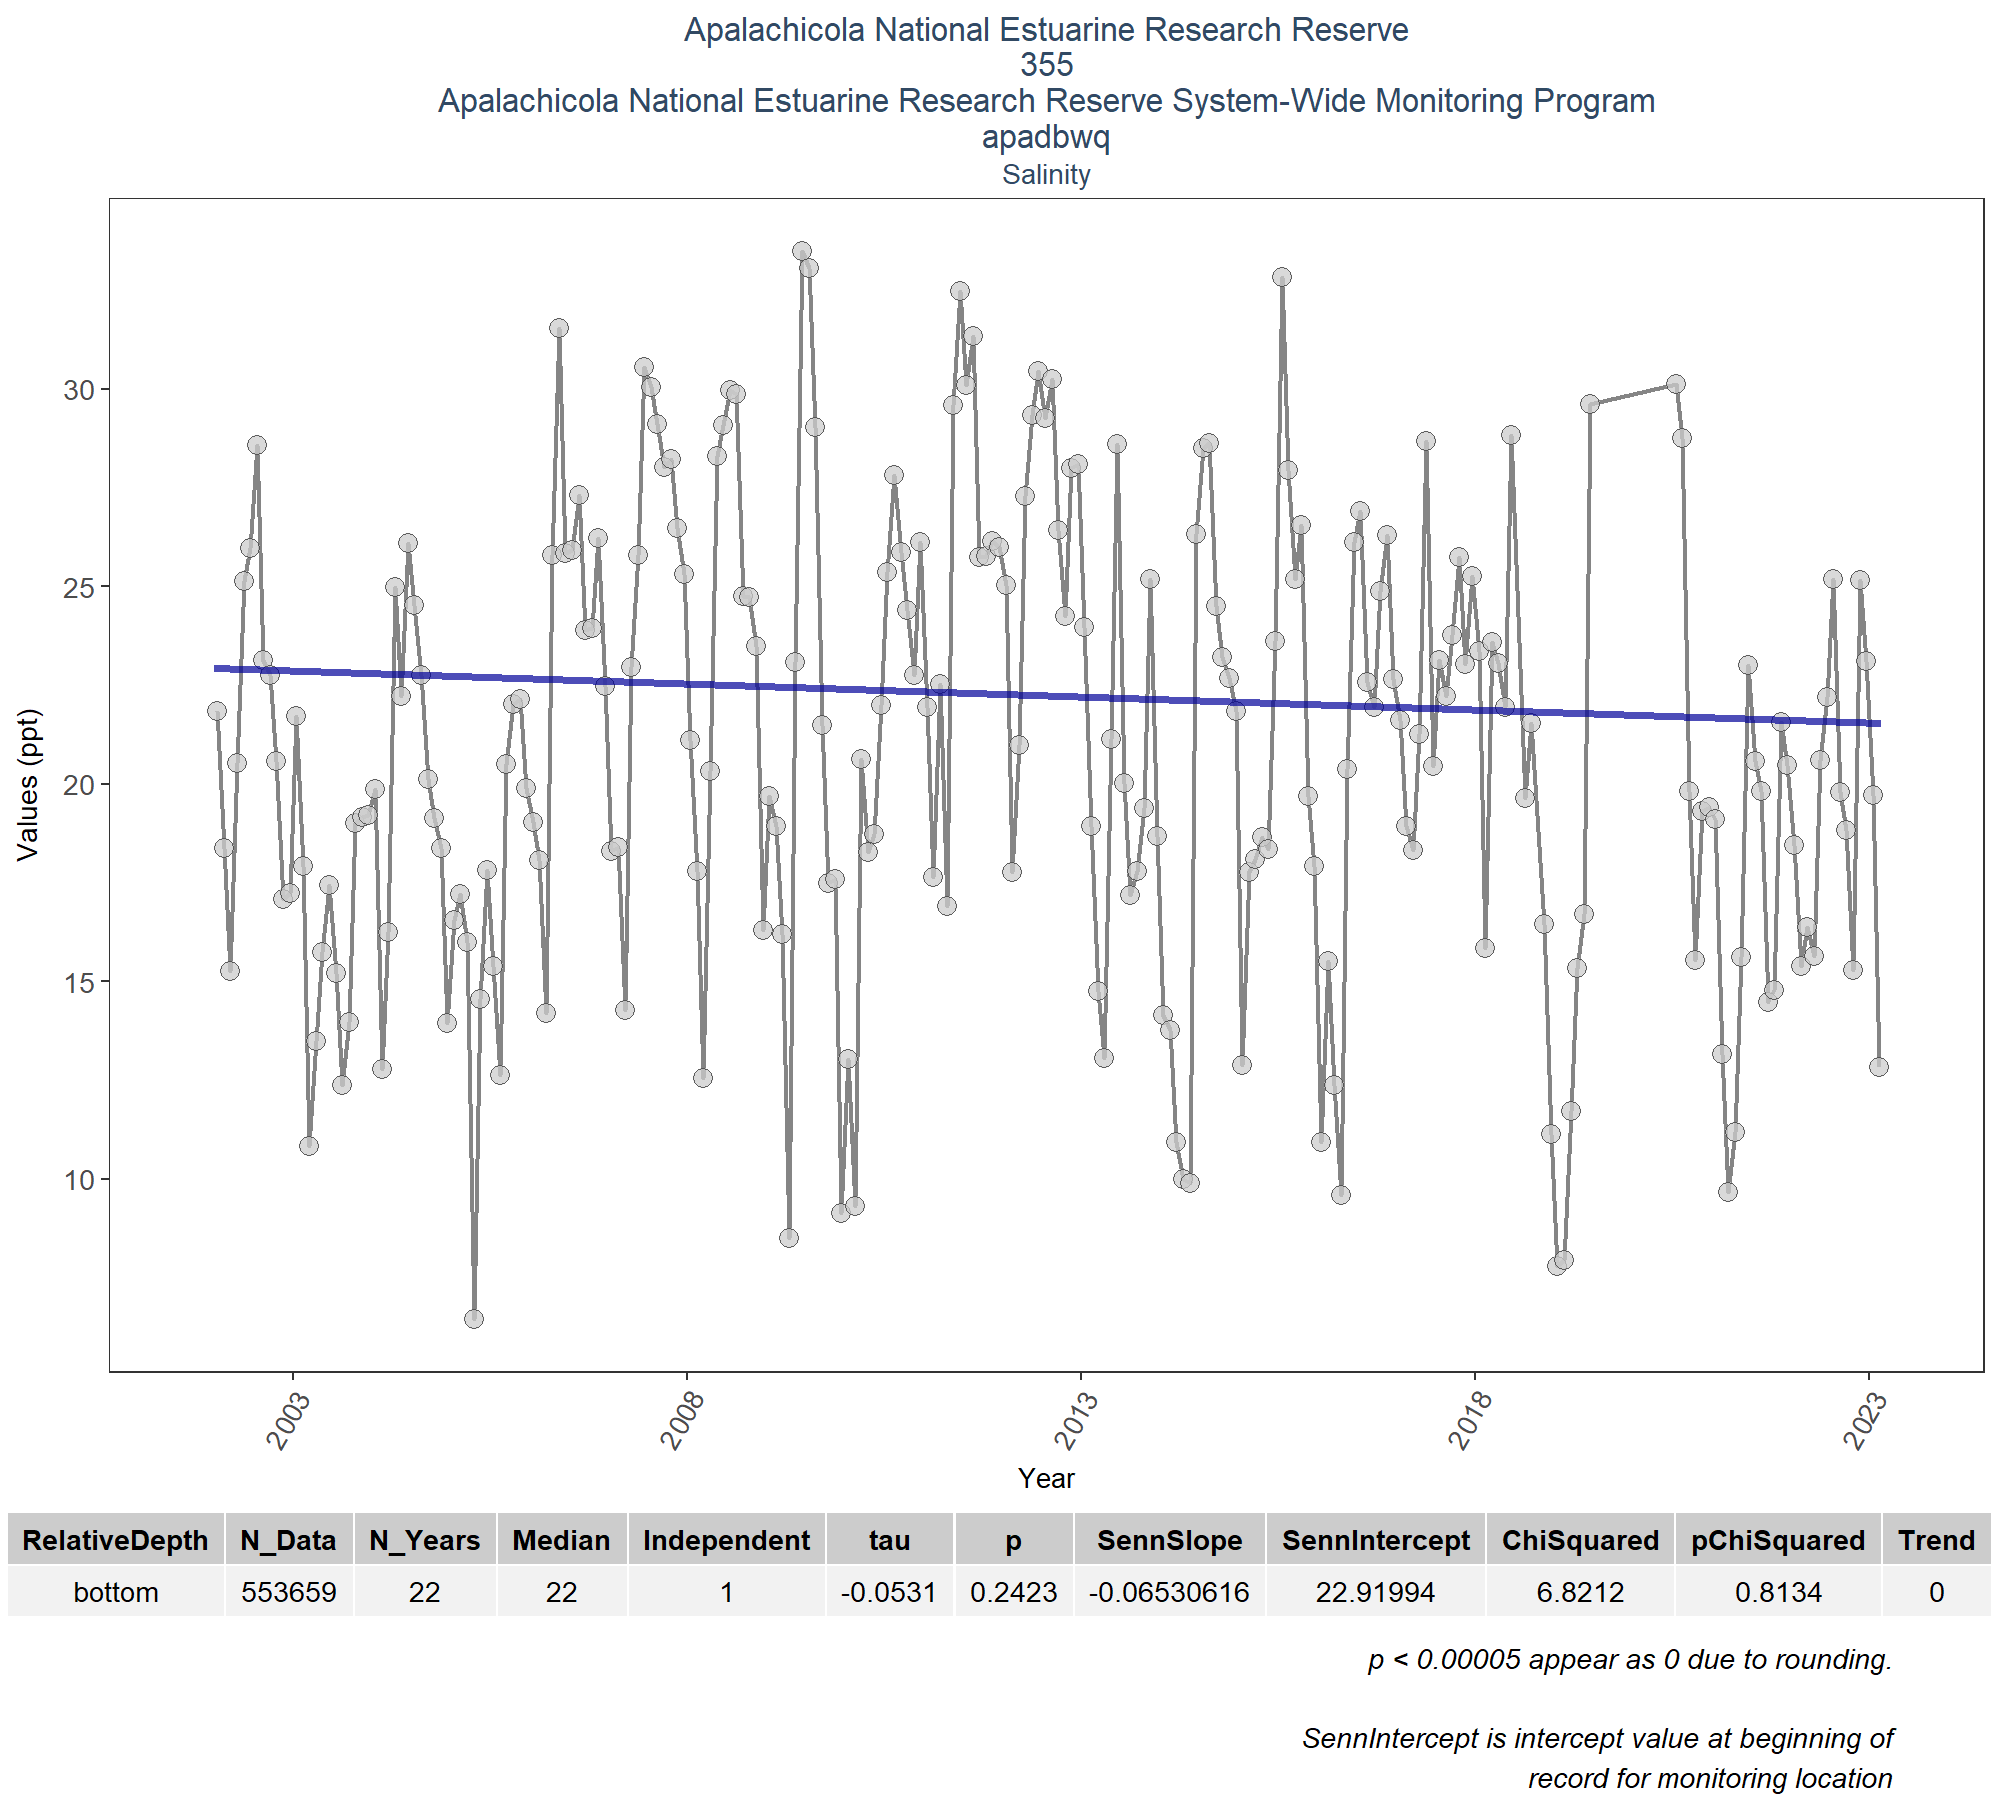 Apalachicola National Estuarine Research Reserve
355
Apalachicola National Estuarine Research Reserve System-Wide Monitoring Program
apadbwq
Salinity
Values (ppt)
30
25
20
15
10
2003
2008
2013
2018
2023
Year
RelativeDepth N_Data N_Years Median Independent tau p SennSlope SennIntercept ChiSquared pChiSquared Trend
bottom 553659 22 22 1 -0.0531 0.2423 -0.06530616 22.91994 6.8212 0.8134 0
p < 0.00005 appear as 0 due to rounding.
SennIntercept is intercept value at beginning of
record for monitoring location